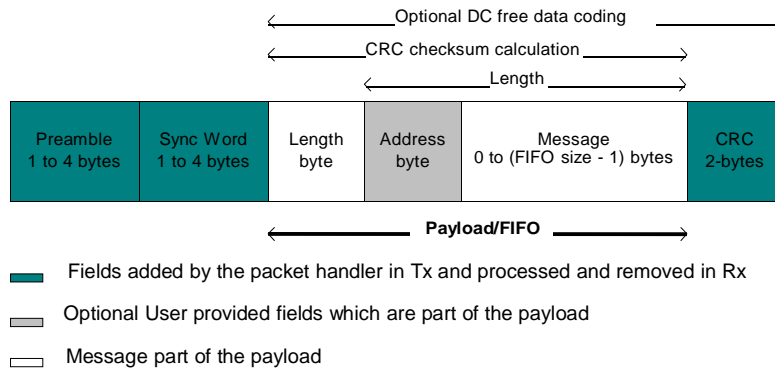 Optional DC free data coding
CRC checksum calculation
Length
Preamble
1 to 4 bytes
Sync Word
1 to 4 bytes
Length
byte
Address
byte
Message
0 to (FIFO size - 1) bytes
CRC
2-bytes
Payload/FIFO
Fields added by the packet handler in Tx and processed and removed in Rx
Optional User provided fields which are part of the payload
Message part of the payload